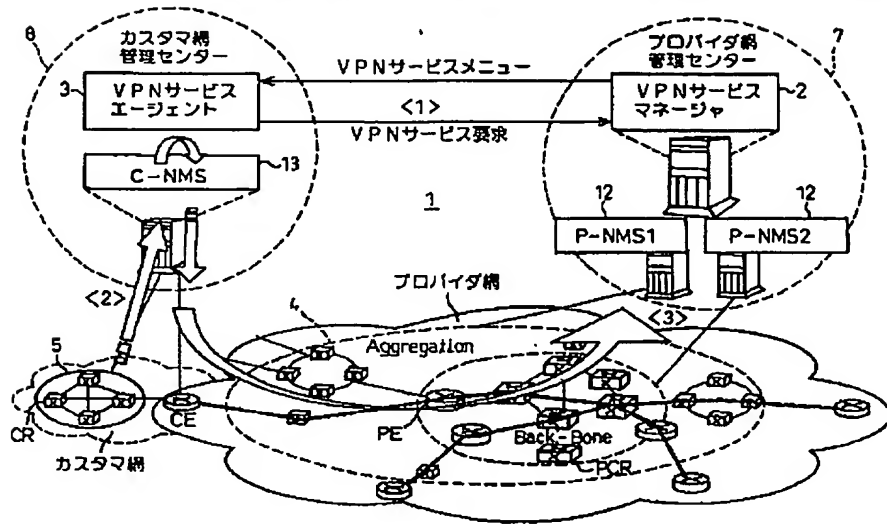 8
カスタマ網
管理センター
3
VPNサービス
エージェント
C-NMS
13
VPNサービスメニュー
<1>
VPNサービス要求
プロバイダ網
管理センター
7
VPNサービス
マネージャ
2
1
12
12
P-NMS1
P-NMS2
<2>
プロバイダ網
<3>
4
Aggregation
5
CR
CE
カスタマ網
PE
Back-Bone
PCR